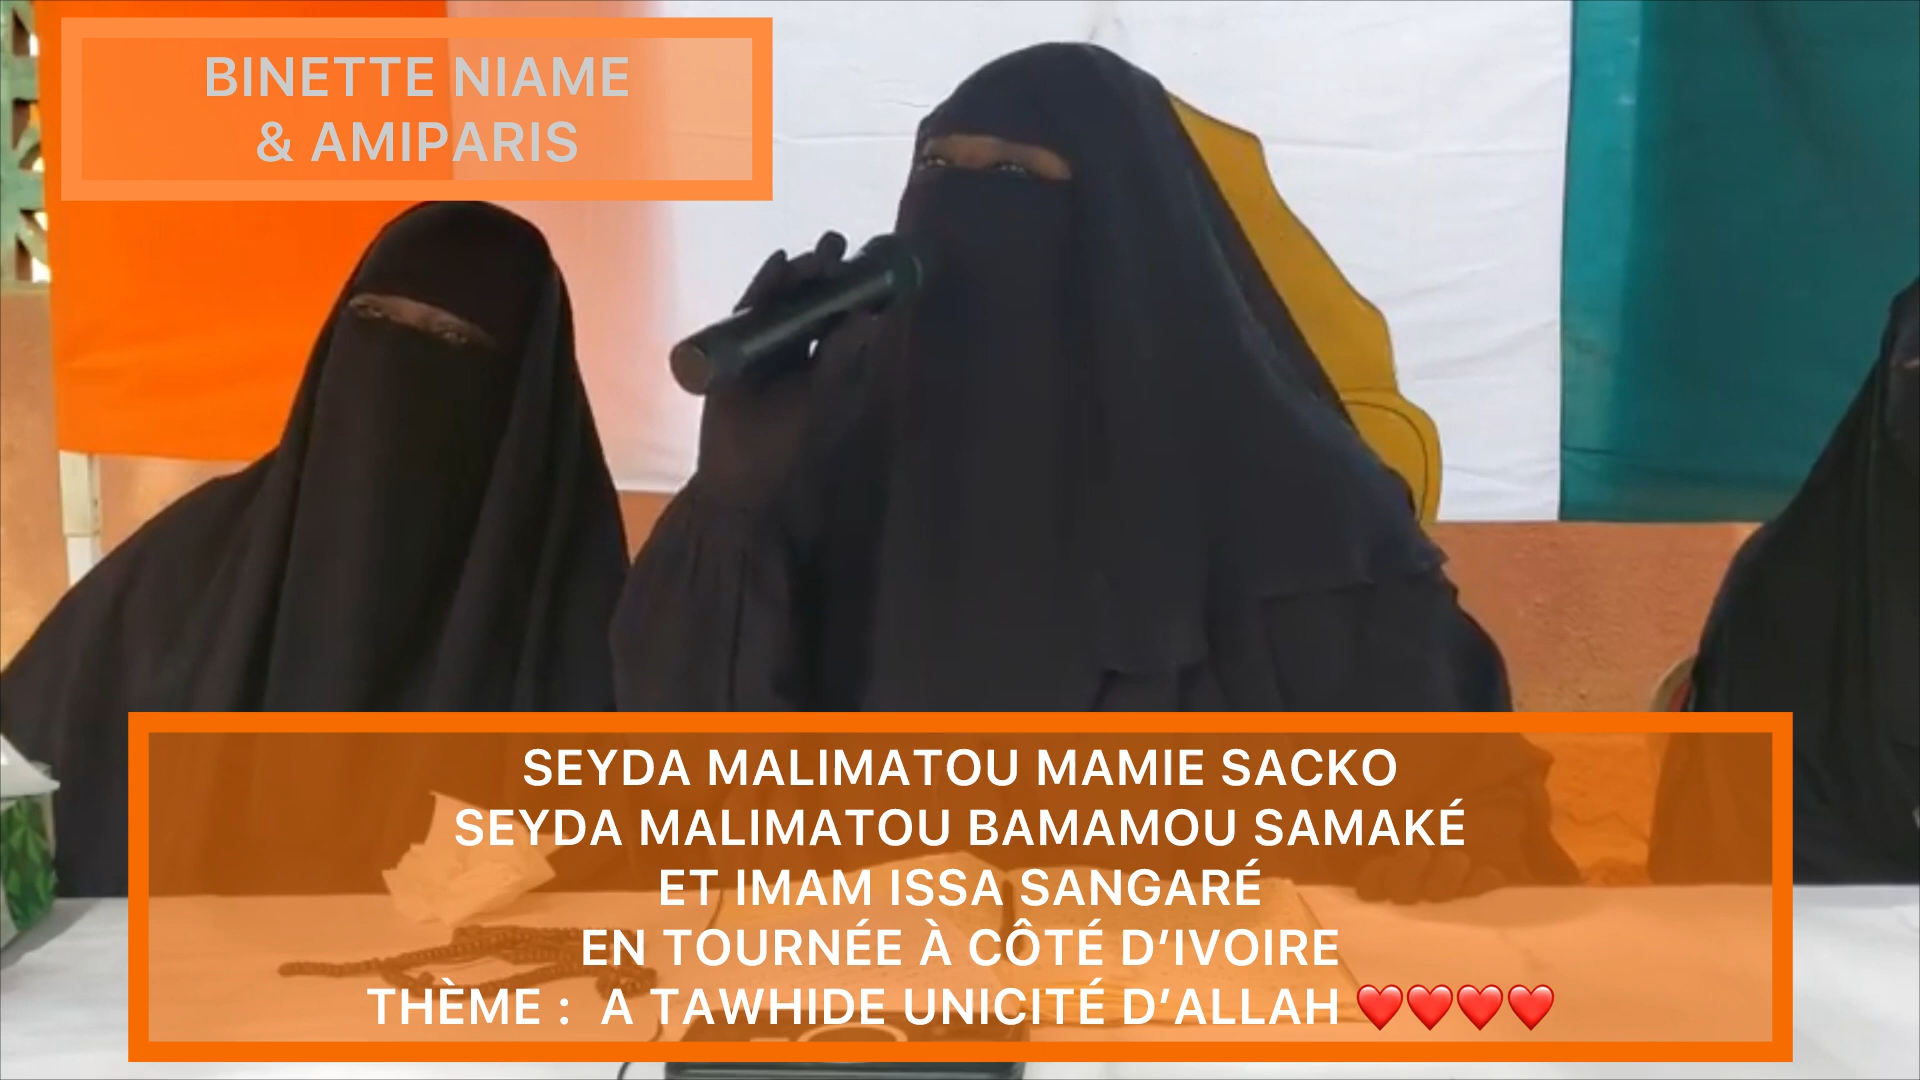 BINETTE NIAME
& AMIPARIS
SEYDA MALIMATOU MAMIE SACKO
SEYDA MALIMATOU BAMAMOU SAMAKÉ
ET IMAM ISSA SANGARÉ
EN TOURNÉE À CÔTÉ D’IVOIRE
THÈME :  A TAWHIDE UNICITÉ D’ALLAH ❤️❤️❤️❤️